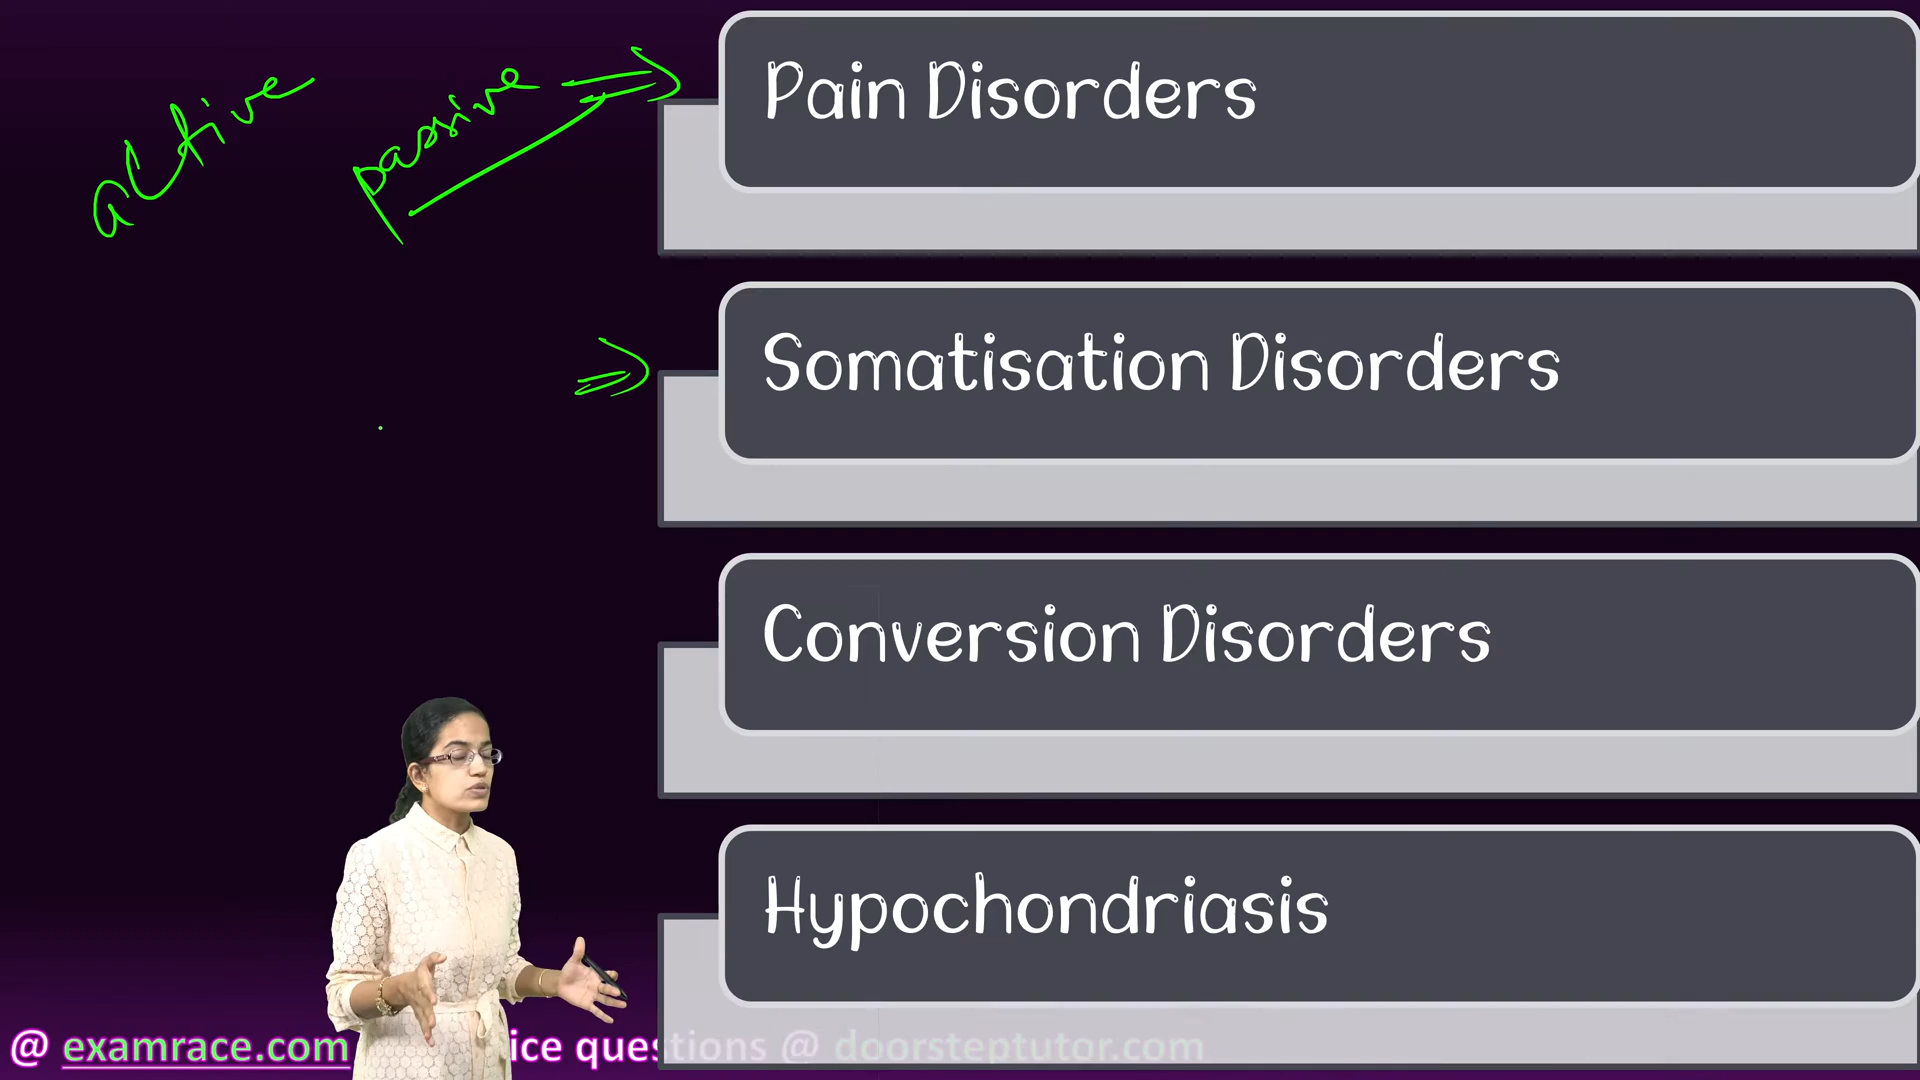 active passive
Pain Disorders
Somatisation Disorders
Conversion Disorders
Hypochondriasis
@ examrace.com ice questions @ doorsteptutor.com